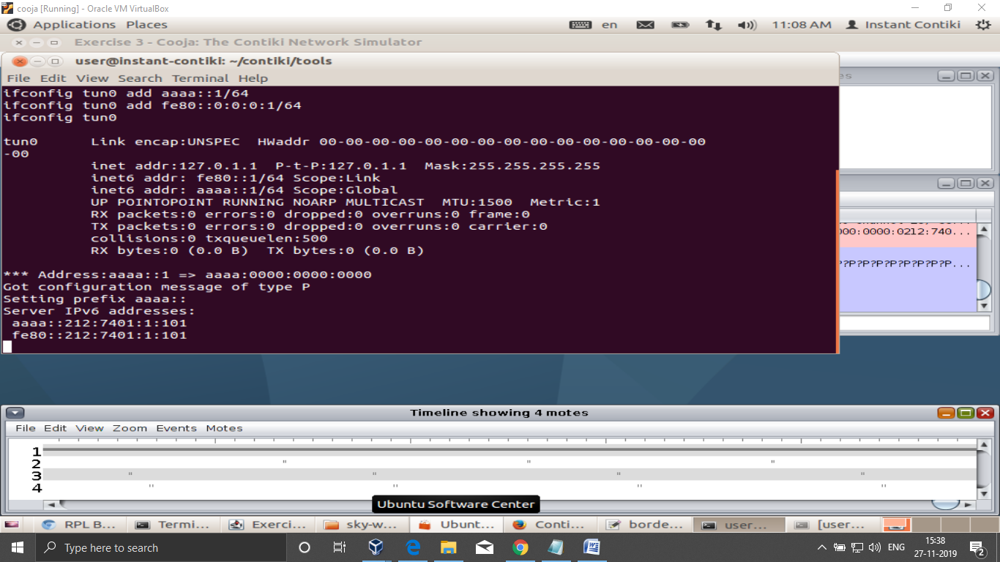 cooja [Running] - Oracle VM VirtualBox
Applications Places en 11:08 AM Instant Contiki
Exercise 3 - Cooja: The Contiki Network Simulator
user@instant-contiki: ~/contiki/tools
File Edit View Search Terminal Help
ifconfig tun0 add aaaa::1/64
ifconfig tun0 add fe80::0:0:0:1/64
ifconfig tun0
tun0 Link encap:UNSPEC HWaddr 00-00-00-00-00-00-00-00-00-00-00-00-00-00-00
-00
inet addr:127.0.1.1 P-t-P:127.0.1.1 Mask:255.255.255.255
inet6 addr: fe80::1/64 Scope:Link
inet6 addr: aaaa::1/64 Scope:Global
UP POINTOPOINT RUNNING NOARP MULTICAST MTU:1500 Metric:1
RX packets:0 errors:0 dropped:0 overruns:0 frame:0
TX packets:0 errors:0 dropped:0 overruns:0 carrier:0
collisions:0 txqueuelen:500
RX bytes:0 (0.0 B) TX bytes:0 (0.0 B)
*** Address:aaaa::1 => aaaa:0000:0000:0000
Got configuration message of type P
Setting prefix aaaa::
Server IPv6 addresses:
aaaa::212:7401:1:101
fe80::212:7401:1:101
es
000:0000:0212:740...
?P?P?P?P?P?P?P?P...
Timeline showing 4 motes
File Edit View Zoom Events Motes
1
2
3
4
Ubuntu Software Center
RPL B... Termi... Exerci... sky-w... Ubunt... Conti... borde... user... [user...
Type here to search
ENG
15:38
27-11-2019
2